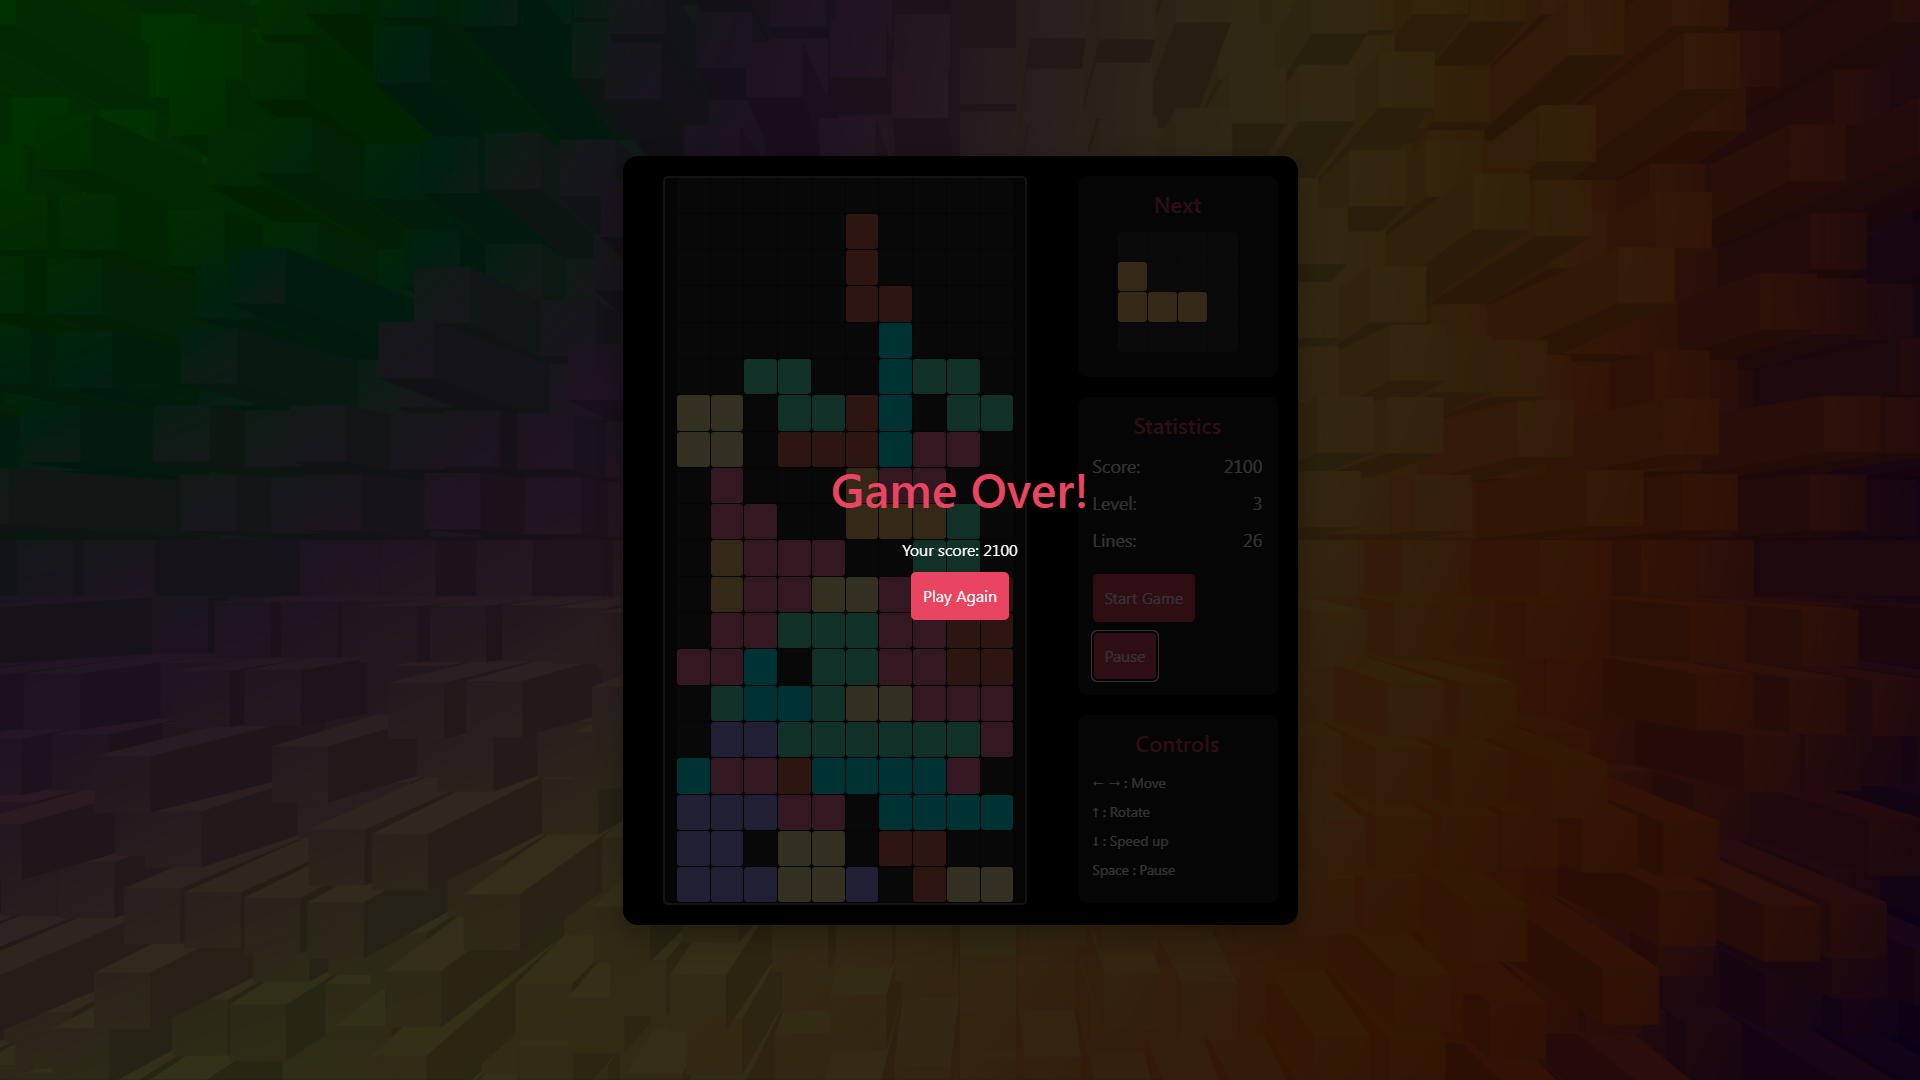 Next
Statistics
Score: 2100
Game Over!
Level: 3
Lines: 26
Your score: 2100
Play Again
Start Game
Pause
Controls
← → : Move
↑ : Rotate
↓ : Speed up
Space : Pause